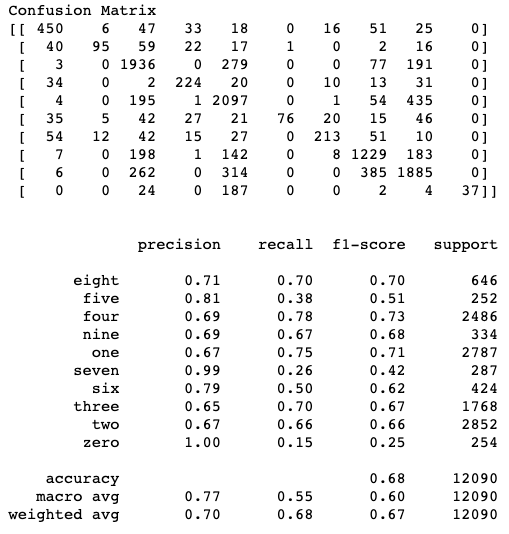 Confusion Matrix
[[ 450 6 47 33 18 0 16 51 25 0]
[ 40 95 59 22 17 1 0 2 16 0]
[ 3 0 1936 0 279 0 0 77 191 0]
[ 34 0 2 224 20 0 10 13 31 0]
[ 4 0 195 1 2097 0 1 54 435 0]
[ 35 5 42 27 21 76 20 15 46 0]
[ 54 12 42 15 27 0 213 51 10 0]
[ 7 0 198 1 142 0 8 1229 183 0]
[ 6 0 262 0 314 0 0 385 1885 0]
[ 0 0 24 0 187 0 0 2 4 37]]
precision recall f1-score support
eight 0.71 0.70 0.70 646
five 0.81 0.38 0.51 252
four 0.69 0.78 0.73 2486
nine 0.69 0.67 0.68 334
one 0.67 0.75 0.71 2787
seven 0.99 0.26 0.42 287
six 0.79 0.50 0.62 424
three 0.65 0.70 0.67 1768
two 0.67 0.66 0.66 2852
zero 1.00 0.15 0.25 254
accuracy 0.68 12090
macro avg 0.77 0.55 0.60 12090
weighted avg 0.70 0.68 0.67 12090